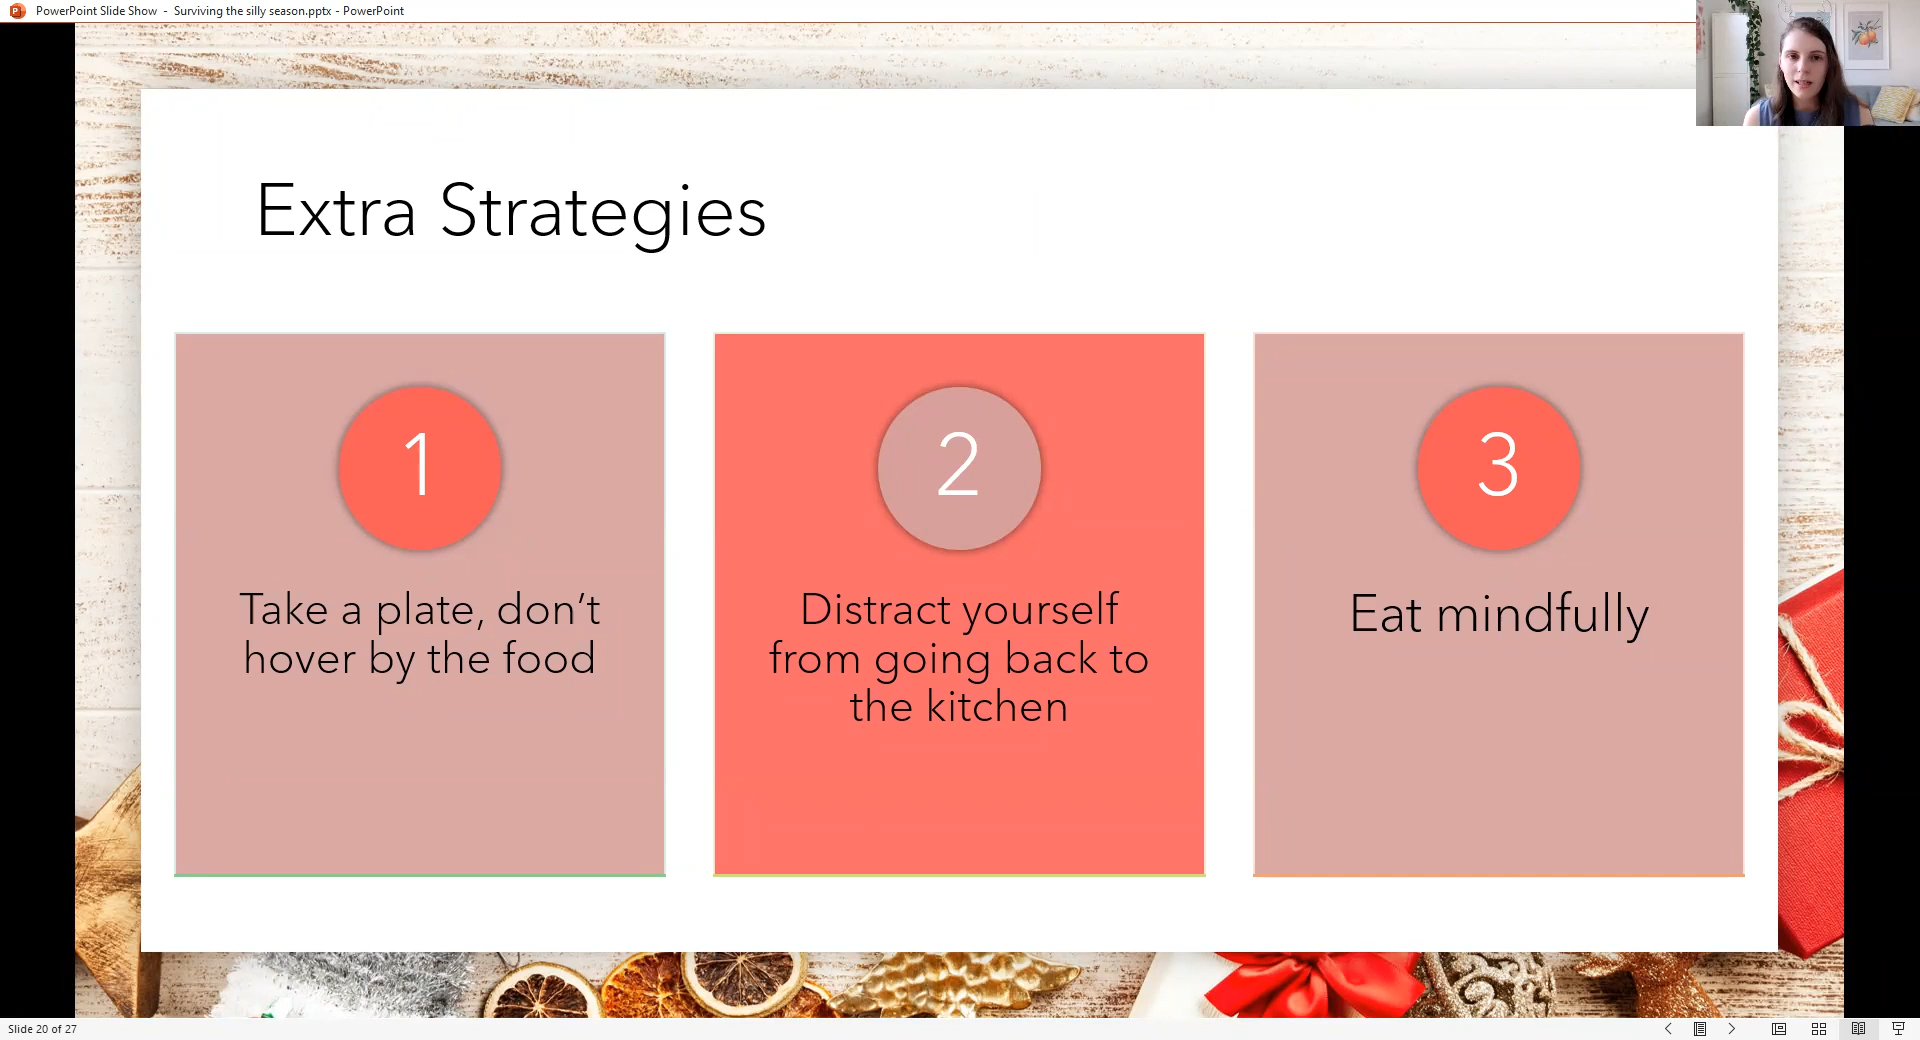 PowerPoint Slide Show - Surviving the silly season.pptx - PowerPoint
Extra Strategies
1
Take a plate, don’t
hover by the food
2
Distract yourself
from going back to
the kitchen
3
Eat mindfully
Slide 20 of 27